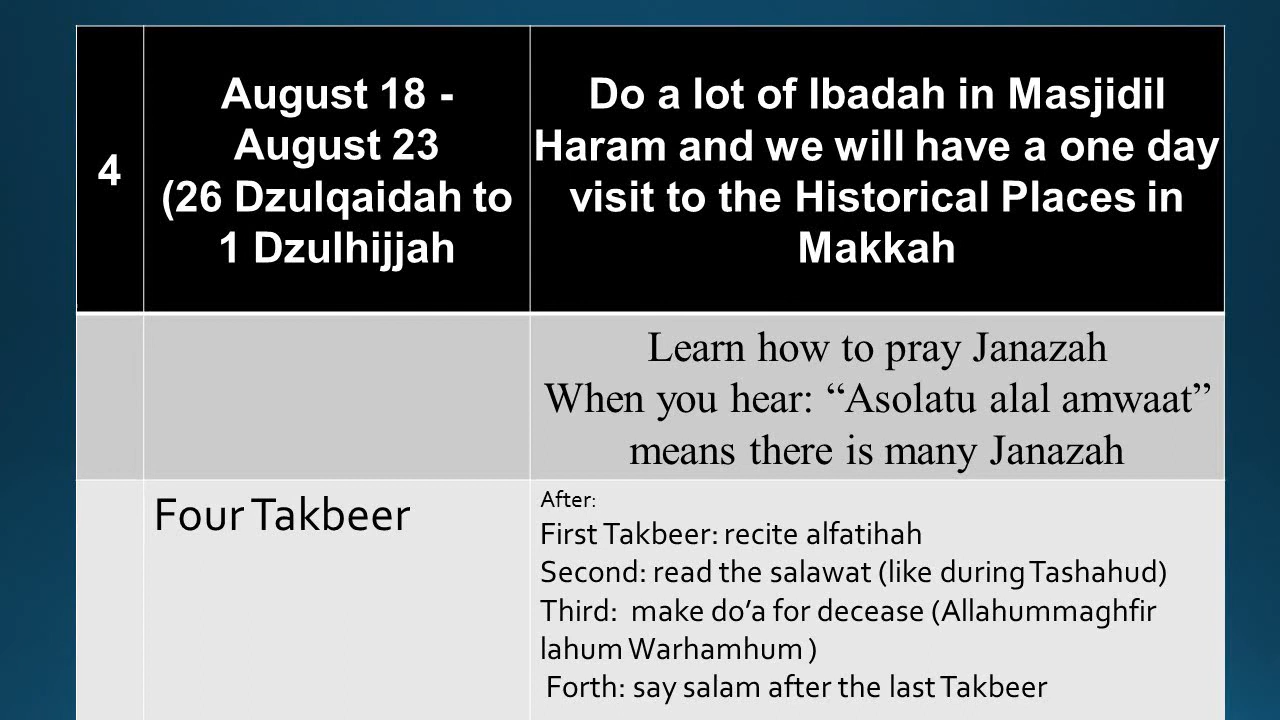 4
August 18 -
August 23
(26 Dzulqaidah to
1 Dzulhijjah
Do a lot of Ibadah in Masjidil
Haram and we will have a one day
visit to the Historical Places in
Makkah
Learn how to pray Janazah
When you hear: “Asolatu alal amwaat”
means there is many Janazah
Four Takbeer
After:
First Takbeer: recite alfatihah
Second: read the salawat (like during Tashahud)
Third:  make do’a for decease (Allahummaghfir
lahum Warhamhum )
Forth: say salam after the last Takbeer